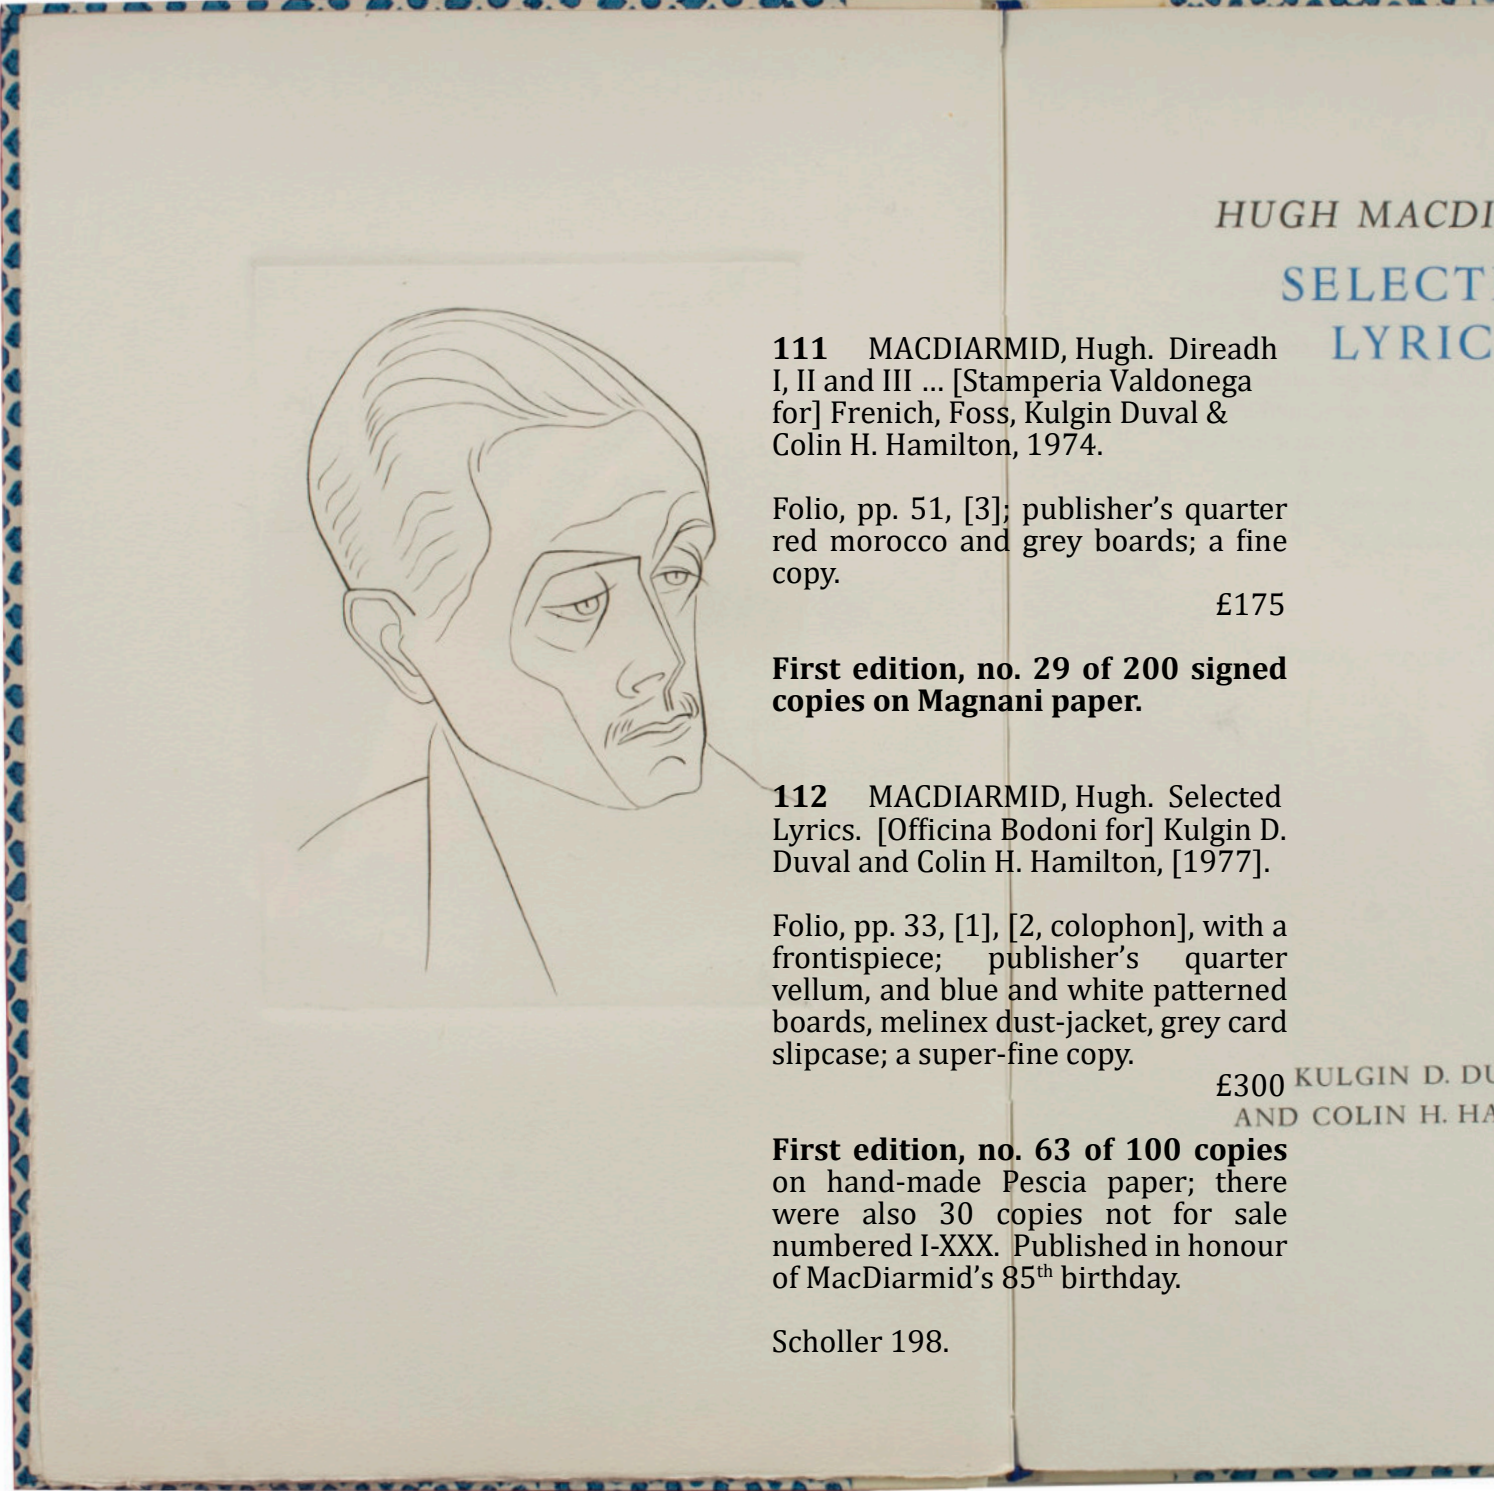 HUGH MACDI
SELECT
LYRIC
111 MACDIARMID, Hugh. Direadh
I, II and III ... [Stamperia Valdonega
for] Frenich, Foss, Kulgin Duval &
Colin H. Hamilton, 1974.
Folio, pp. 51, [3]; publisher’s quarter
red morocco and grey boards; a fine
copy.
£175
First edition, no. 29 of 200 signed
copies on Magnani paper.
112 MACDIARMID, Hugh. Selected
Lyrics. [Officina Bodoni for] Kulgin D.
Duval and Colin H. Hamilton, [1977].
Folio, pp. 33, [1], [2, colophon], with a
frontispiece; publisher’s quarter
vellum, and blue and white patterned
boards, melinex dust-jacket, grey card
slipcase; a super-fine copy.
£300
First edition, no. 63 of 100 copies
on hand-made Pescia paper; there
were also 30 copies not for sale
numbered I-XXX. Published in honour
of MacDiarmid’s 85th birthday.
Scholler 198.
KULGIN D. DU
AND COLIN H. HA